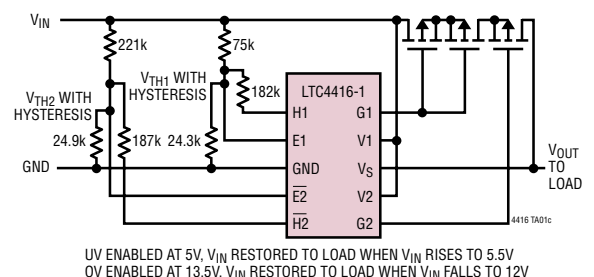 VIN
221k
75k
VTH1 WITH
HYSTERESIS
182k
VTH2 WITH
HYSTERESIS
24.9k
187k
24.3k
GND
LTC4416-1
H1
G1
E1
V1
GND
VS
E2
V2
H2
G2
VOUT
TO
LOAD
4416 TA01c
UV ENABLED AT 5V, VIN RESTORED TO LOAD WHEN VIN RISES TO 5.5V
OV ENABLED AT 13.5V, VIN RESTORED TO LOAD WHEN VIN FALLS TO 12V